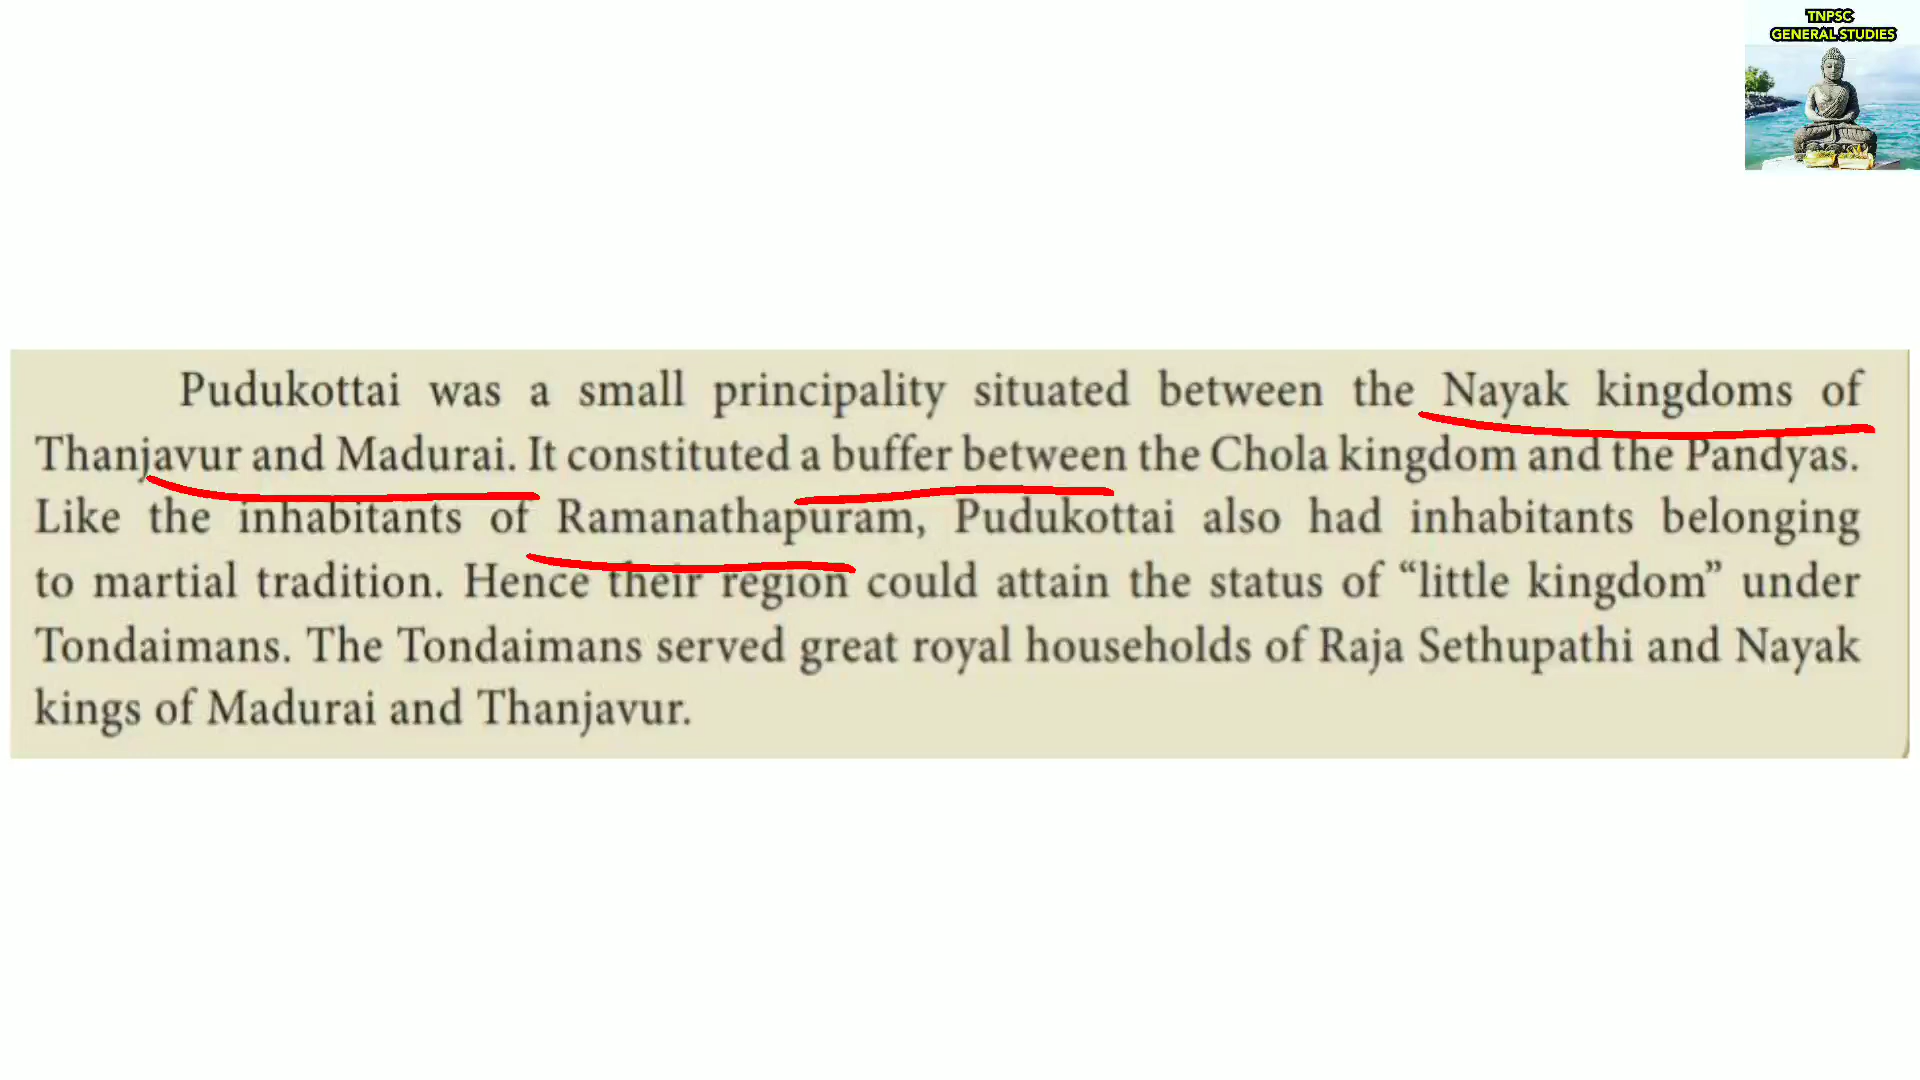 TNPSC
GENERAL STUDIES
Pudukottai was a small principality situated between the Nayak kingdoms of
Thanjavur and Madurai. It constituted a buffer between the Chola kingdom and the Pandyas.
Like the inhabitants of Ramanathapuram, Pudukottai also had inhabitants belonging
to martial tradition. Hence their region could attain the status of “little kingdom” under
Tondaimans. The Tondaimans served great royal households of Raja Sethupathi and Nayak
kings of Madurai and Thanjavur.